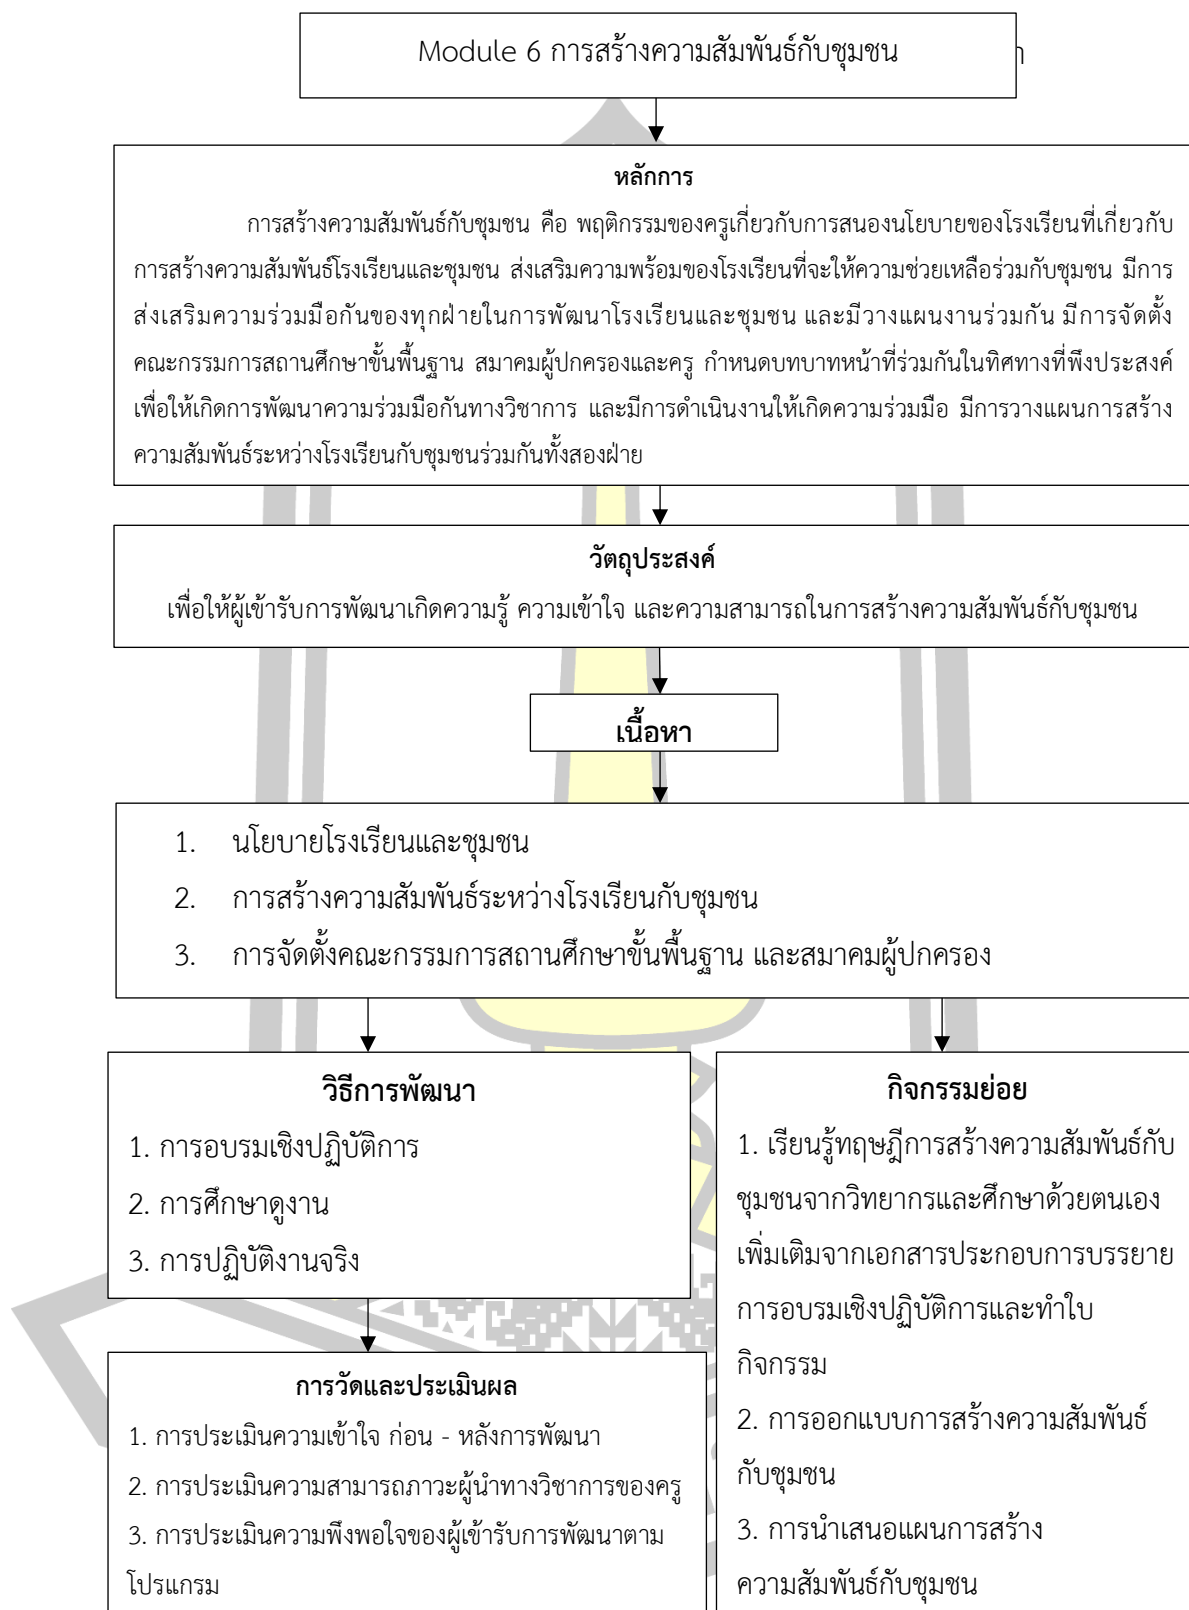 Module 6 การสร้างความสัมพันธ์กับชุมชน
หลักการ
การสร้างความสัมพันธ์กับชุมชน คือ พฤติกรรมของครูเกี่ยวกับการสนองนโยบายของโรงเรียนที่เกี่ยวกับ
การสร้างความสัมพันธ์โรงเรียนและชุมชน ส่งเสริมความพร้อมของโรงเรียนที่จะให้ความช่วยเหลือร่วมกับชุมชน มีการ
ส่งเสริมความร่วมมือกันของทุกฝ่ายในการพัฒนาโรงเรียนและชุมชน และมีวางแผนงานร่วมกัน มีการจัดตั้ง
คณะกรรมการสถานศึกษาขั้นพื้นฐาน สมาคมผู้ปกครองและครู กำหนดบทบาทหน้าที่ร่วมกันในทิศทางที่พึงประสงค์
เพื่อให้เกิดการพัฒนาความร่วมมือกันทางวิชาการ และมีการดำเนินงานให้เกิดความร่วมมือ มีการวางแผนการสร้าง
ความสัมพันธ์ระหว่างโรงเรียนกับชุมชนร่วมกันทั้งสองฝ่าย
วัตถุประสงค์
เพื่อให้ผู้เข้ารับการพัฒนาเกิดความรู้ ความเข้าใจ และความสามารถในการสร้างความสัมพันธ์กับชุมชน
เนื้อหา
1. นโยบายโรงเรียนและชุมชน
2. การสร้างความสัมพันธ์ระหว่างโรงเรียนกับชุมชน
3. การจัดตั้งคณะกรรมการสถานศึกษาขั้นพื้นฐาน และสมาคมผู้ปกครอง
วิธีการพัฒนา
1. การอบรมเชิงปฏิบัติการ
2. การศึกษาดูงาน
3. การปฏิบัติงานจริง
การวัดและประเมินผล
1. การประเมินความเข้าใจ ก่อน - หลังการพัฒนา
2. การประเมินความสามารถภาวะผู้นำทางวิชาการของครู
3. การประเมินความพึงพอใจของผู้เข้ารับการพัฒนาตาม
โปรแกรม
กิจกรรมย่อย
1. เรียนรู้ทฤษฎีการสร้างความสัมพันธ์กับ
ชุมชนจากวิทยากรและศึกษาด้วยตนเอง
เพิ่มเติมจากเอกสารประกอบการบรรยาย
การอบรมเชิงปฏิบัติการและทำใบ
กิจกรรม
2. การออกแบบการสร้างความสัมพันธ์
กับชุมชน
3. การนำเสนอแผนการสร้าง
ความสัมพันธ์กับชุมชน